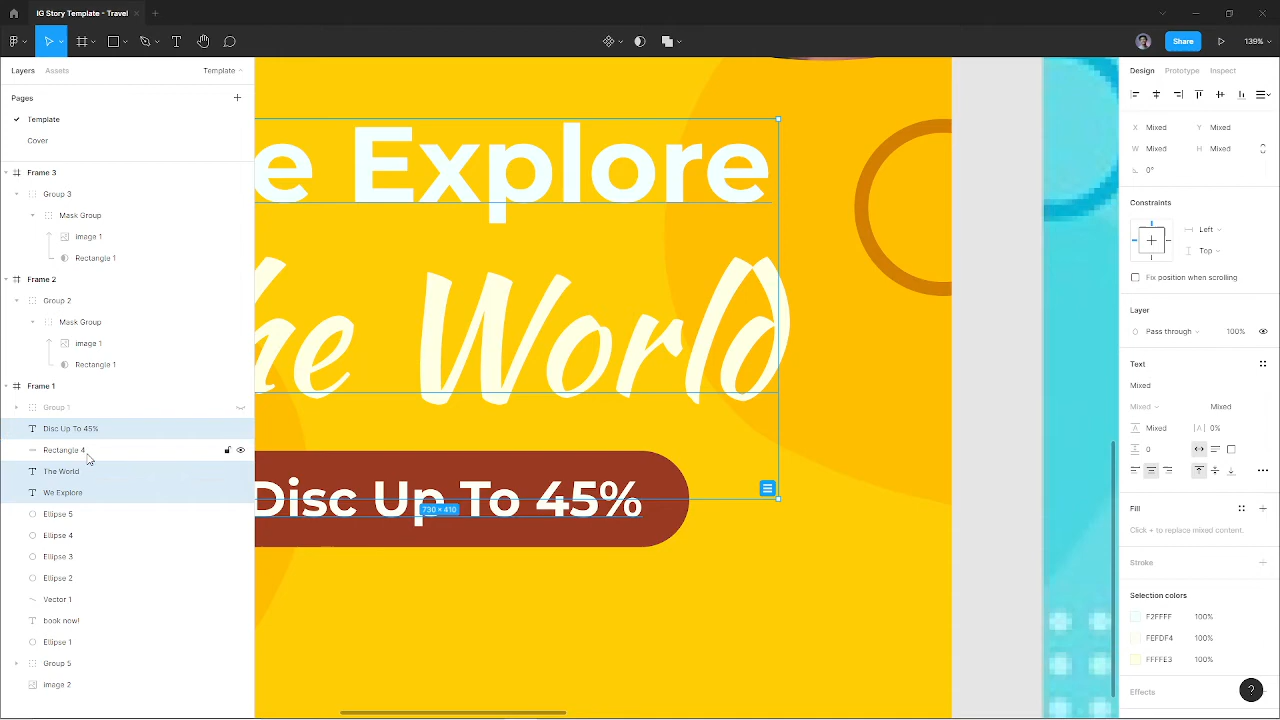 IG Story Template - Travel
Share
139%
Layers
Assets
Template
Pages
Template
Cover
Frame 3
Group 3
Mask Group
image 1
Rectangle 1
Frame 2
Group 2
Mask Group
image 1
Rectangle 1
Frame 1
Group 1
Disc Up To 45%
Rectangle 4
The World
We Explore
Ellipse 4
Ellipse 3
Ellipse 2
Vector 1
book now!
Ellipse 1
Group 5
image 2
e Explore
he World
Disc Up To 45%
730 × 410
Design
Prototype
Inspect
X Mixed
Y Mixed
W Mixed
H Mixed
0°
Constraints
Left
Top
Fix position when scrolling
Layer
Pass through
100%
Text
Mixed
Mixed
Mixed
Mixed
0%
0
Fill
Click + to replace mixed content.
Stroke
Selection colors
F2FFFF 100%
FEFDF4 100%
FFFFE3 100%
Effects
?